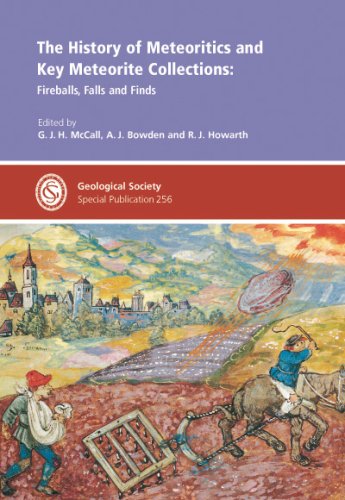 The History of Meteoritics and
Key Meteorite Collections:
Fireballs, Falls and Finds
Edited by
G. J. H. McCall, A. J. Bowden and R. J. Howarth
Geological Society
Special Publication 256